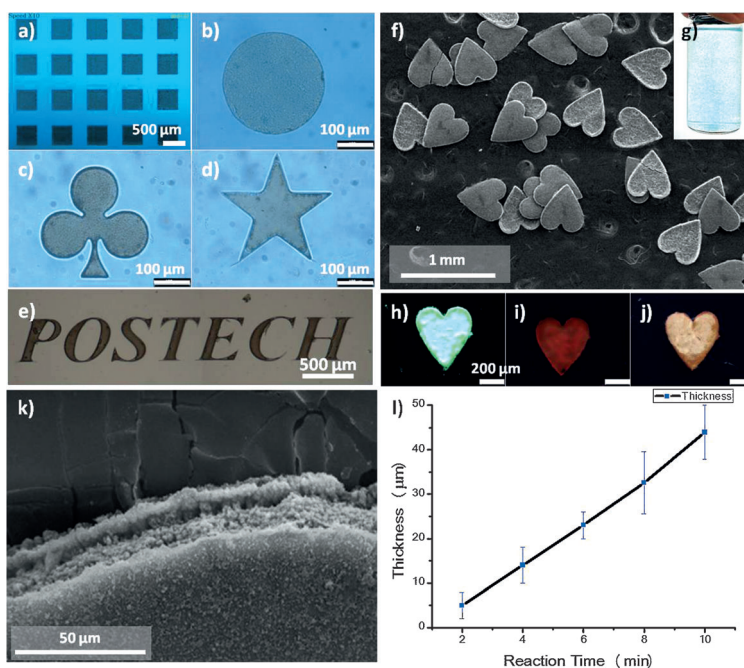 a)
500 µm
b)
100 µm
c)
100 µm
d)
100 µm
e)
POSTECH
500 µm
f)
1 mm
g)
h)
200 µm
i)
j)
k)
50 µm
l)
Thickness
Thickness (µm)
50
40
30
20
10
0
2 4 6 8 10
Reaction Time (min)